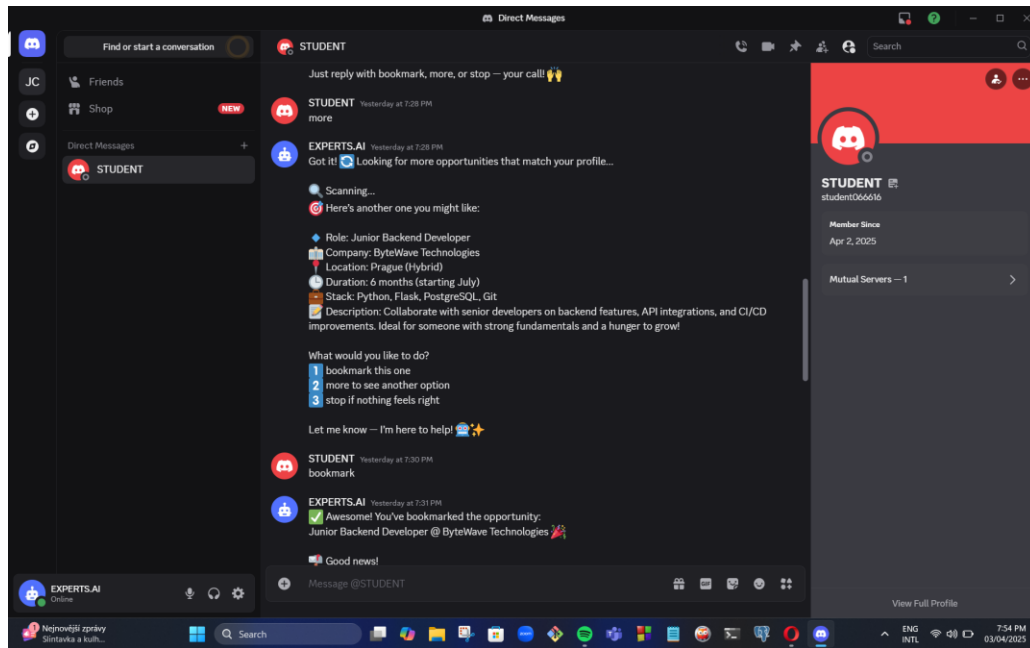 Direct Messages
Find or start a conversation
JC
Friends
Shop
NEW
Direct Messages
STUDENT
EXPERTS.AI
Online
STUDENT
Search
Just reply with bookmark, more, or stop — your call! 🙌
STUDENT Yesterday at 7:28 PM
more
EXPERTS.AI Yesterday at 7:28 PM
Got it! 🔄 Looking for more opportunities that match your profile...
🔍 Scanning...
🎯 Here's another one you might like:
🔹 Role: Junior Backend Developer
🏢 Company: ByteWave Technologies
📍 Location: Prague (Hybrid)
🕒 Duration: 6 months (starting July)
💼 Stack: Python, Flask, PostgreSQL, Git
📝 Description: Collaborate with senior developers on backend features, API integrations, and CI/CD
improvements. Ideal for someone with strong fundamentals and a hunger to grow!
What would you like to do?
1 bookmark this one
2 more to see another option
3 stop if nothing feels right
Let me know — I'm here to help! 🤖✨
STUDENT Yesterday at 7:30 PM
bookmark
EXPERTS.AI Yesterday at 7:31 PM
✅ Awesome! You've bookmarked the opportunity:
Junior Backend Developer @ ByteWave Technologies 🎉
📬 Good news!
Message @STUDENT
GIF
STUDENT
student066616
Member Since
Apr 2, 2025
Mutual Servers — 1
View Full Profile
1
Nejnovější zprávy
Slintavka a kulh...
Search
ENG
INTL
7:54 PM
03/04/2025